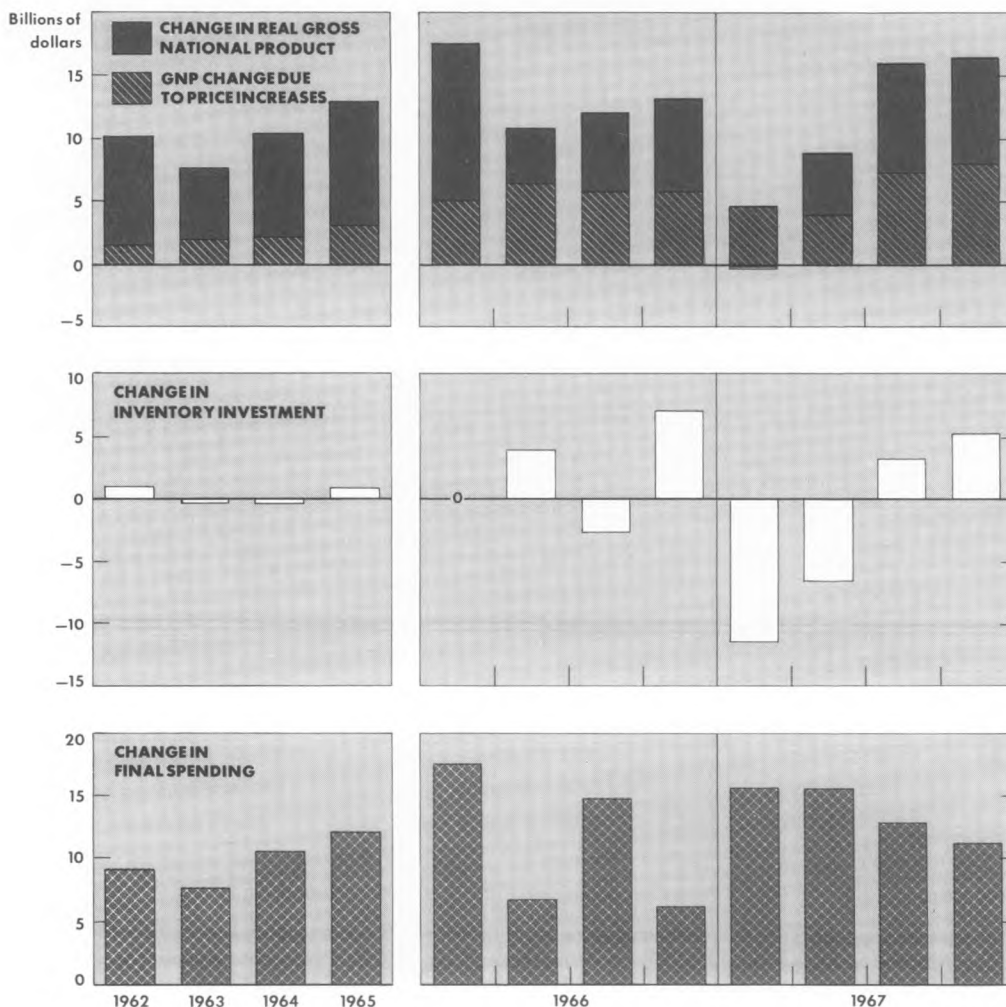 Billions of
dollars
CHANGE IN REAL GROSS
NATIONAL PRODUCT
GNP CHANGE DUE
TO PRICE INCREASES
15
10
5
0
−5
10
CHANGE IN
INVENTORY INVESTMENT
5
0
0
−5
−10
−15
20
CHANGE IN
FINAL SPENDING
15
10
5
0
1962 1963 1964 1965 1966 1967